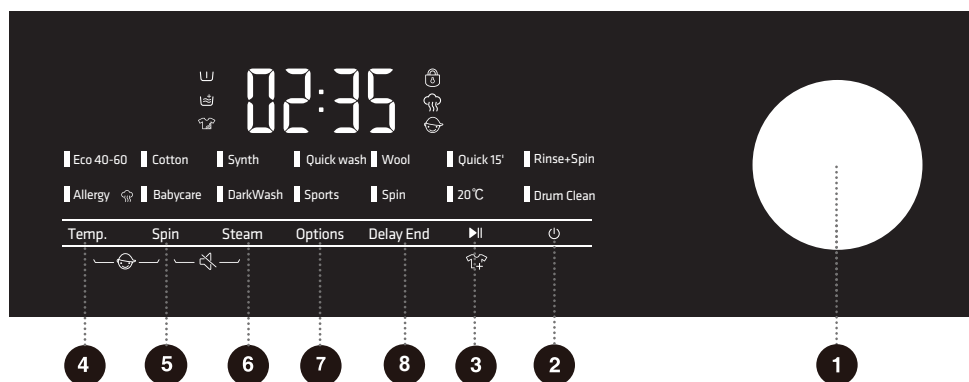 02:35
Eco 40-60 Cotton Synth Quick wash Wool Quick 15' Rinse+Spin
Allergy Babycare DarkWash Sports Spin 20℃ Drum Clean
Temp. Spin Steam Options Delay End
4 5 6 7 8 3 2 1